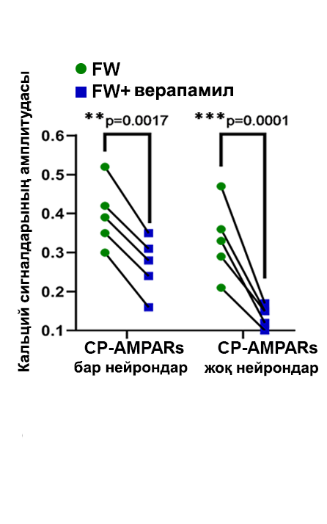 FW
FW+ верапамил
**p=0.0017
***p=0.0001
Кальций сигналдарының амплитудасы
0.6
0.5
0.4
0.3
0.2
0.1
CP-AMPARs
бар нейрондар
CP-AMPARs
жоқ нейрондар